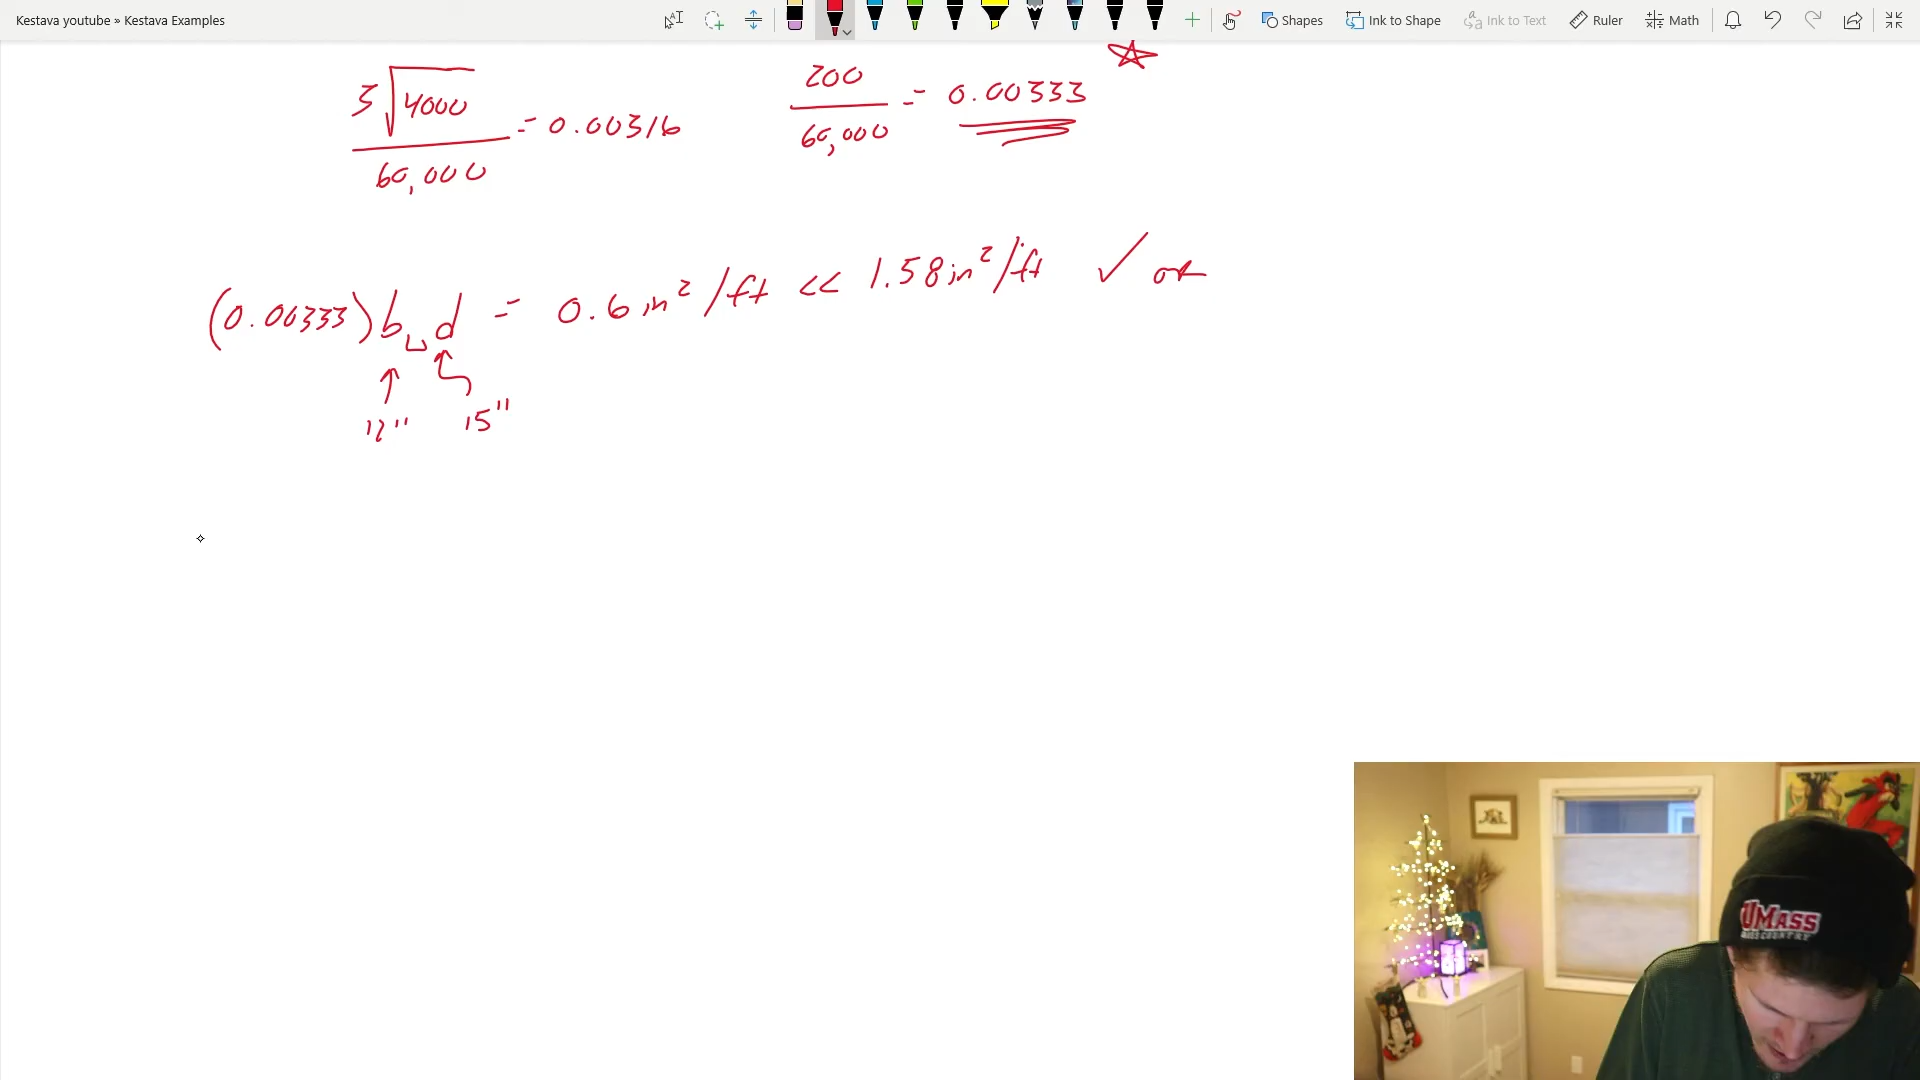 Kestava youtube » Kestava Examples
Shapes
Ink to Shape
Ink to Text
Ruler
Math
3√4000 / 60,000 = 0.00316
200 / 60,000 = 0.00333
(0.00333) b_w d = 0.6 in²/ft << 1.58 in²/ft ✓ ok
12" 15"
UMASS